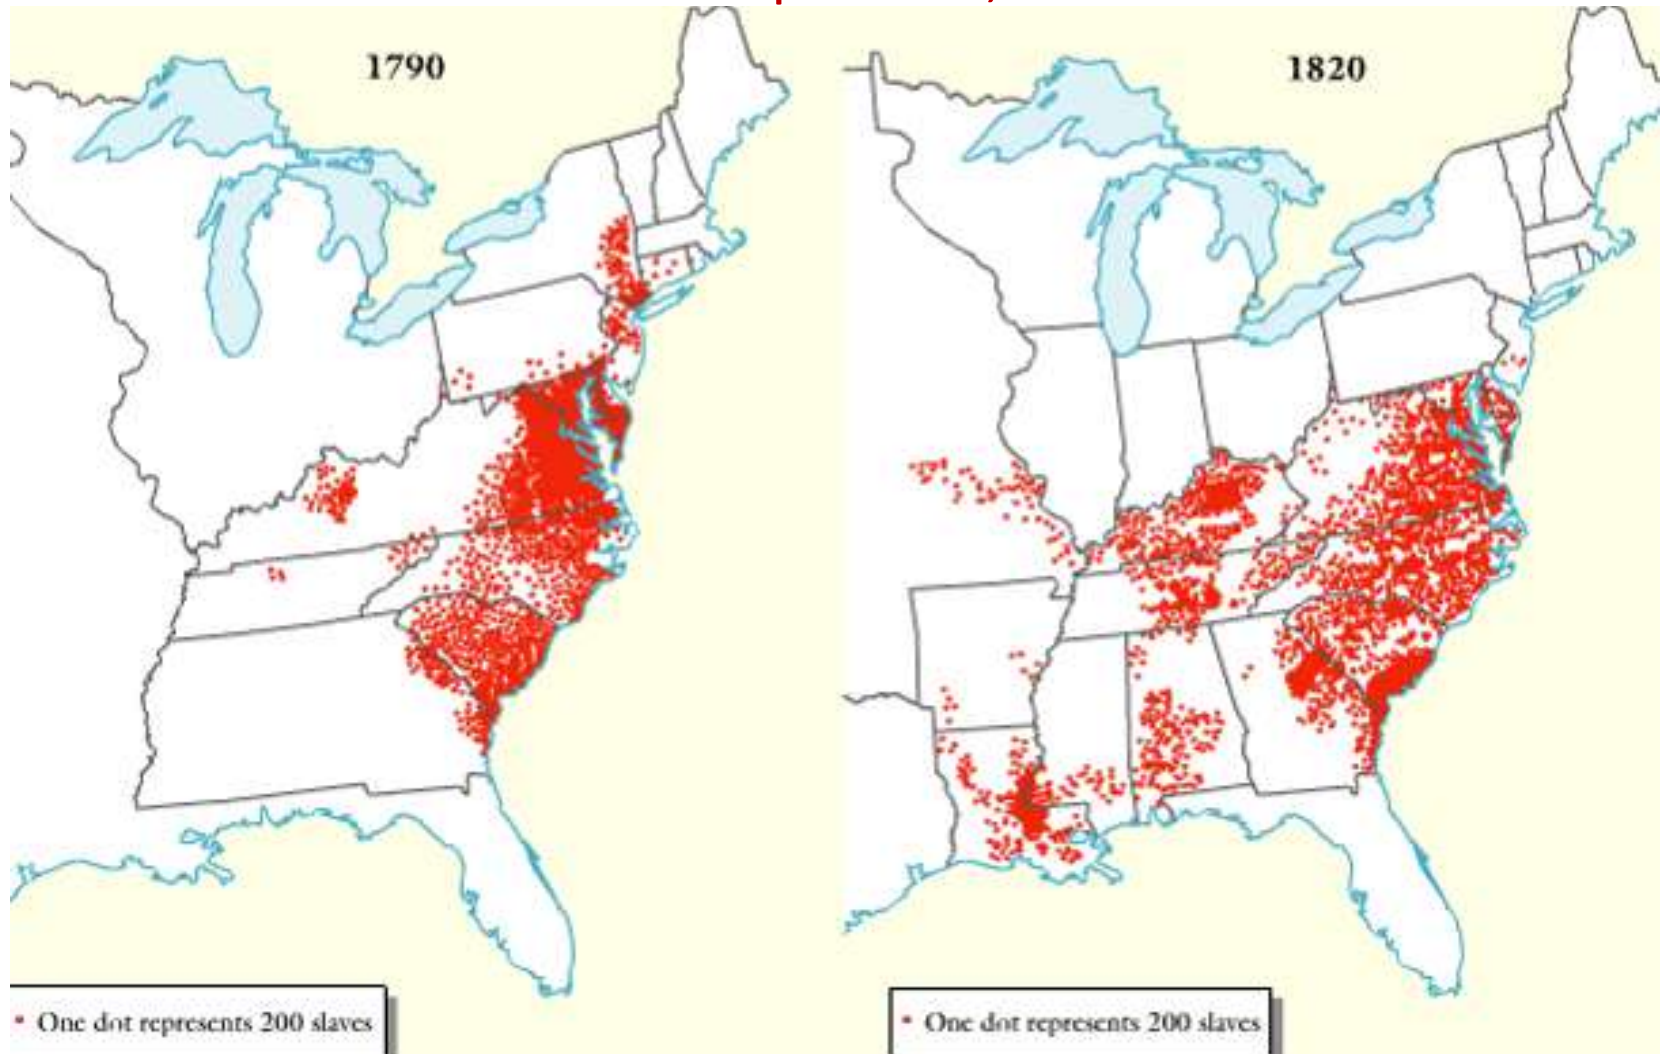 1790
1820
One dot represents 200 slaves
One dot represents 200 slaves